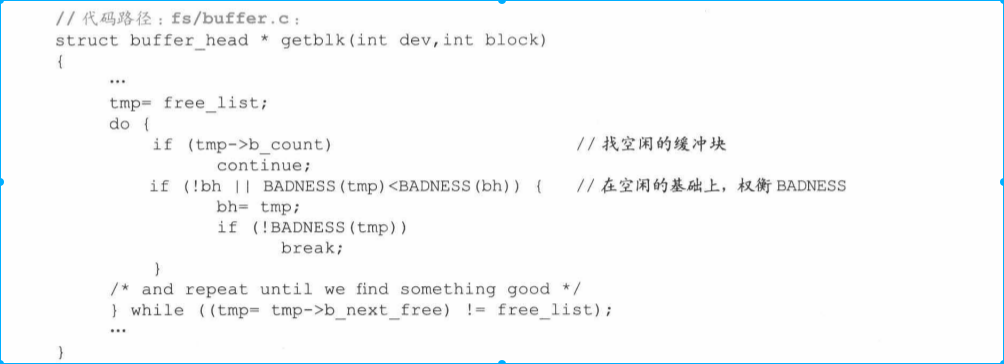 // 代码路径：fs/buffer.c：
struct buffer_head * getblk(int dev,int block)
{
…
tmp= free_list;
do {
if (tmp->b_count) // 找空闲的缓冲块
continue;
if (!bh || BADNESS(tmp)<BADNESS(bh)) { // 在空闲的基础上，权衡 BADNESS
bh= tmp;
if (!BADNESS(tmp))
break;
}
/* and repeat until we find something good */
} while ((tmp= tmp->b_next_free) != free_list);
…
}